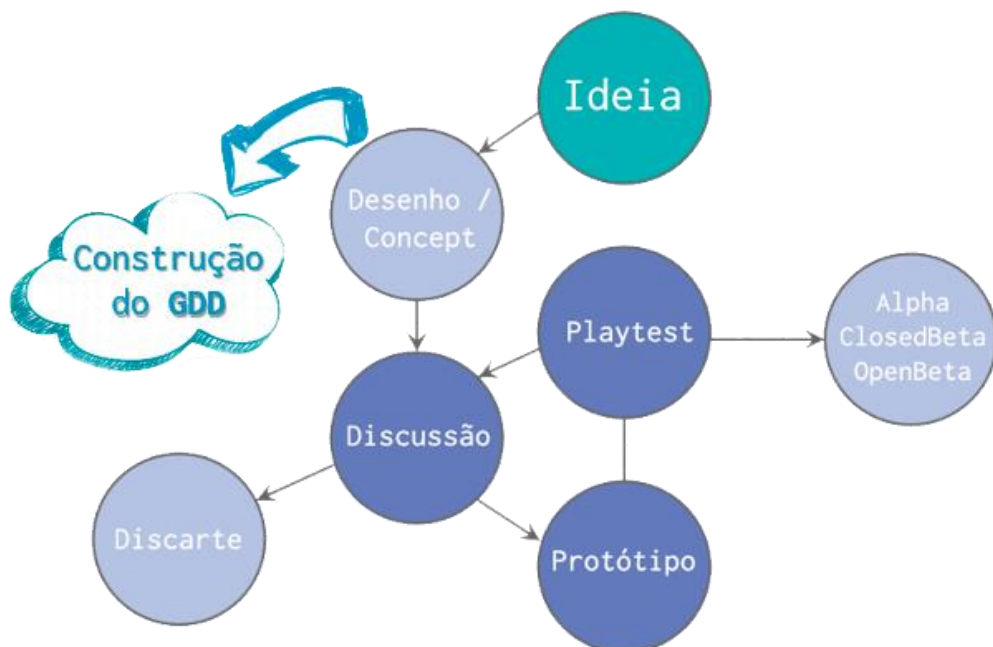 Ideia
Desenho /
Concept
Construção
do GDD
Playtest
Alpha
ClosedBeta
OpenBeta
Discussão
Discarte
Protótipo